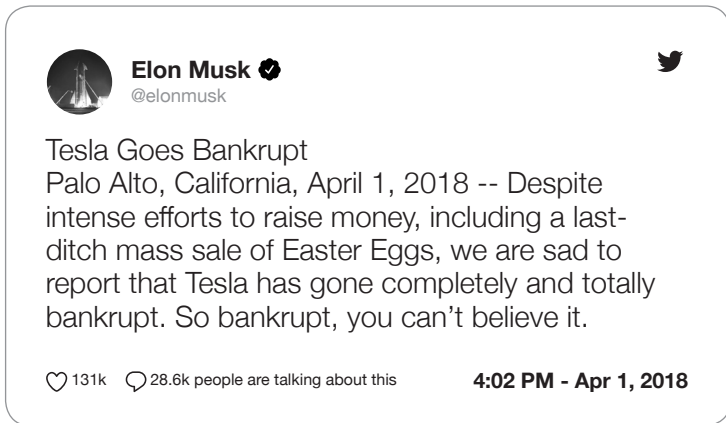 Elon Musk
@elonmusk
Tesla Goes Bankrupt
Palo Alto, California, April 1, 2018 -- Despite
intense efforts to raise money, including a last-
ditch mass sale of Easter Eggs, we are sad to
report that Tesla has gone completely and totally
bankrupt. So bankrupt, you can’t believe it.
131k 28.6k people are talking about this 4:02 PM - Apr 1, 2018